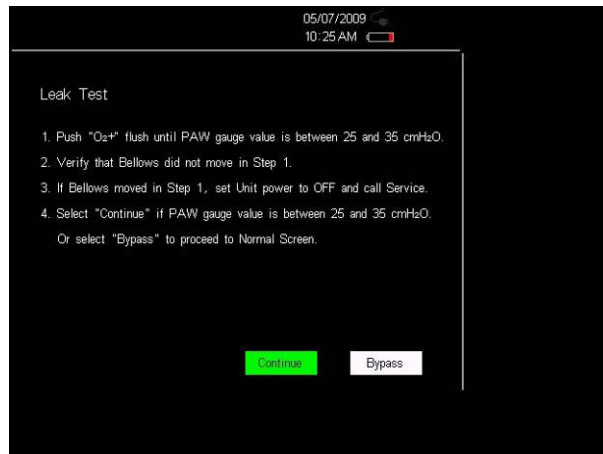 05/07/2009
10:25 AM
Leak Test
1. Push "O₂+" flush until PAW gauge value is between 25 and 35 cmH₂O.
2. Verify that Bellows did not move in Step 1.
3. If Bellows moved in Step 1, set Unit power to OFF and call Service.
4. Select "Continue" if PAW gauge value is between 25 and 35 cmH₂O.
Or select "Bypass" to proceed to Normal Screen.
Continue Bypass